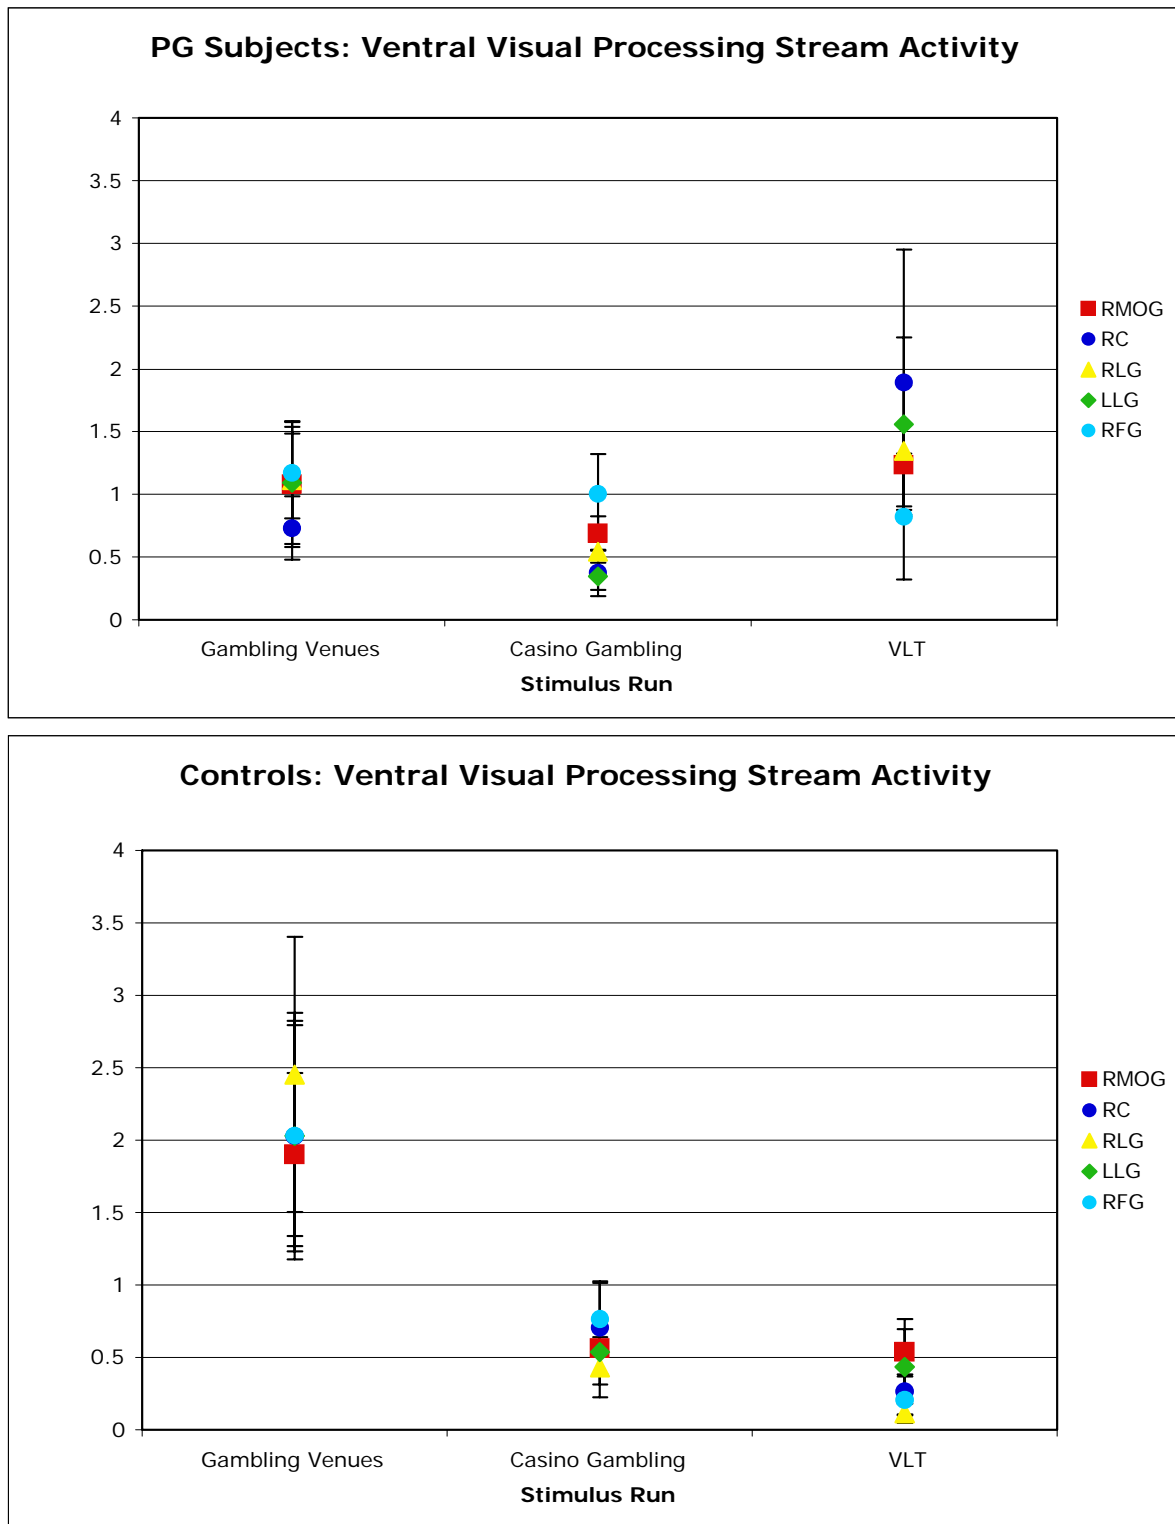 PG Subjects: Ventral Visual Processing Stream Activity
4
3.5
3
2.5
2
1.5
1
0.5
0
Gambling Venues Casino Gambling VLT
Stimulus Run
RMOG
RC
RLG
LLG
RFG
Controls: Ventral Visual Processing Stream Activity
4
3.5
3
2.5
2
1.5
1
0.5
0
Gambling Venues Casino Gambling VLT
Stimulus Run
RMOG
RC
RLG
LLG
RFG